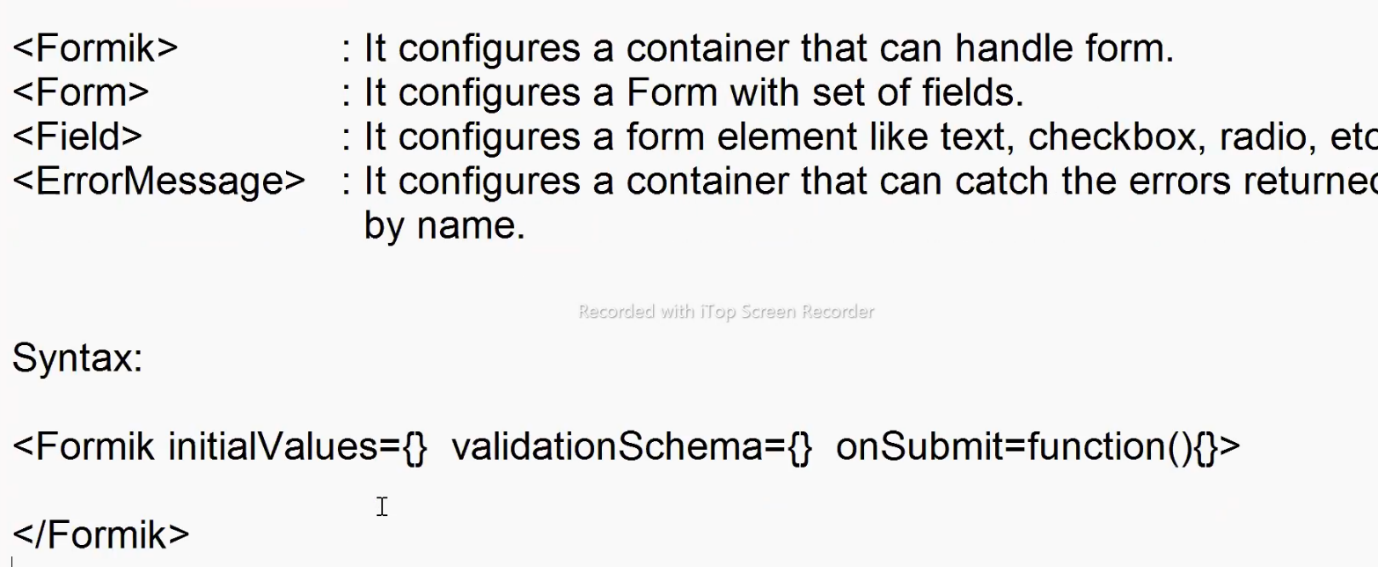 <Formik> : It configures a container that can handle form.
<Form> : It configures a Form with set of fields.
<Field> : It configures a form element like text, checkbox, radio, etc
<ErrorMessage> : It configures a container that can catch the errors returned
by name.
Recorded with iTop Screen Recorder
Syntax:
<Formik initialValues={} validationSchema={} onSubmit=function(){}>
</Formik>